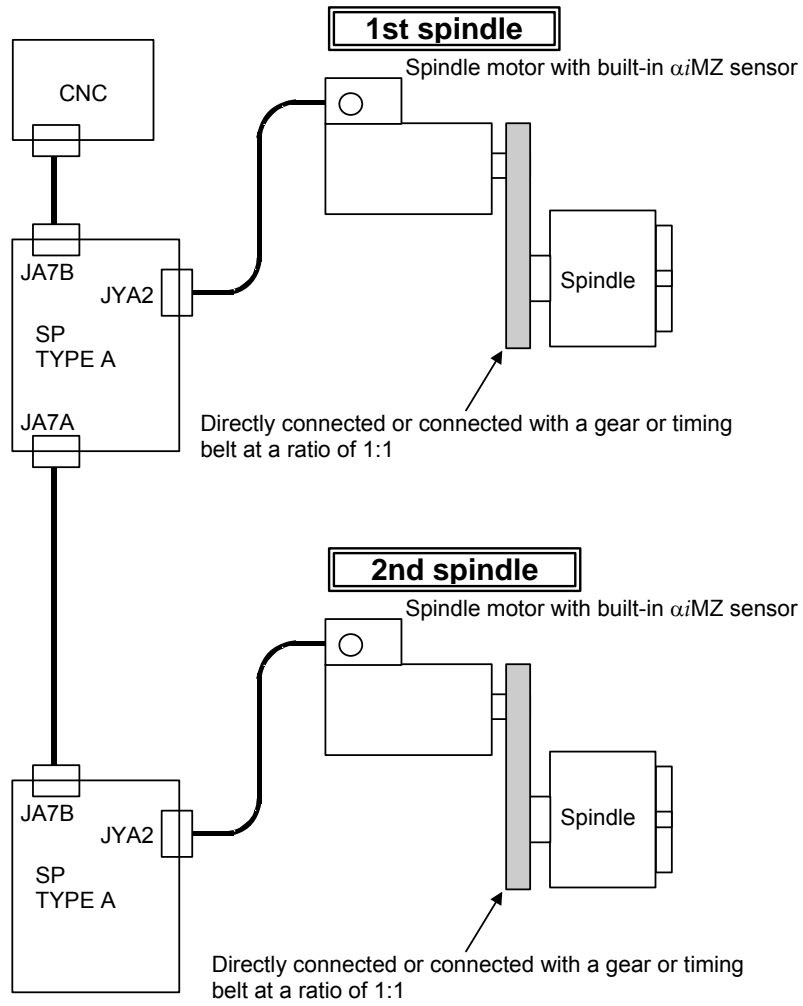 1st spindle
Spindle motor with built-in αiMZ sensor
CNC
JA7B
JYA2
SP
TYPE A
Spindle
JA7A
Directly connected or connected with a gear or timing
belt at a ratio of 1:1
2nd spindle
Spindle motor with built-in αiMZ sensor
JA7B
JYA2
SP
TYPE A
Spindle
Directly connected or connected with a gear or timing
belt at a ratio of 1:1